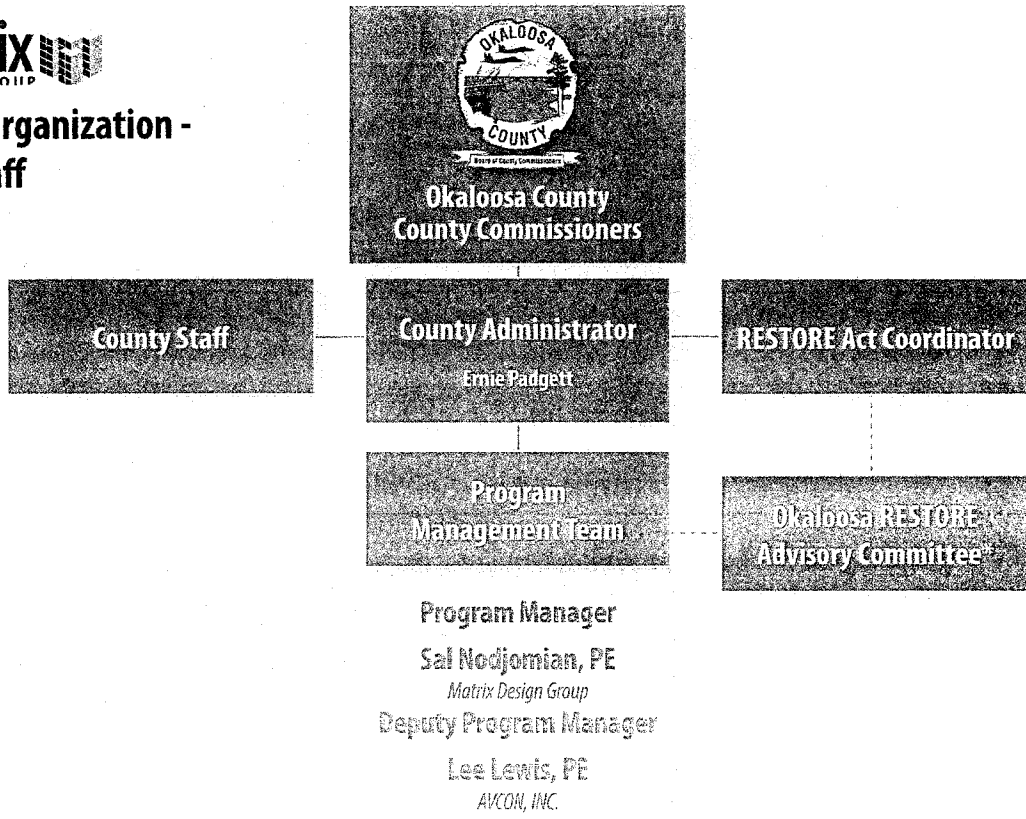 ix
OUP
rganization -
aff
OKALOOSA
COUNTY
Board of County Commissioners
Okaloosa County
County Commissioners
County Staff
County Administrator
Ernie Padgett
RESTORE Act Coordinator
Program
Management Team
Okaloosa RESTORE
Advisory Committee*
Program Manager
Sal Nodjomian, PE
Matrix Design Group
Deputy Program Manager
Lee Lewis, PE
AVCON, INC.